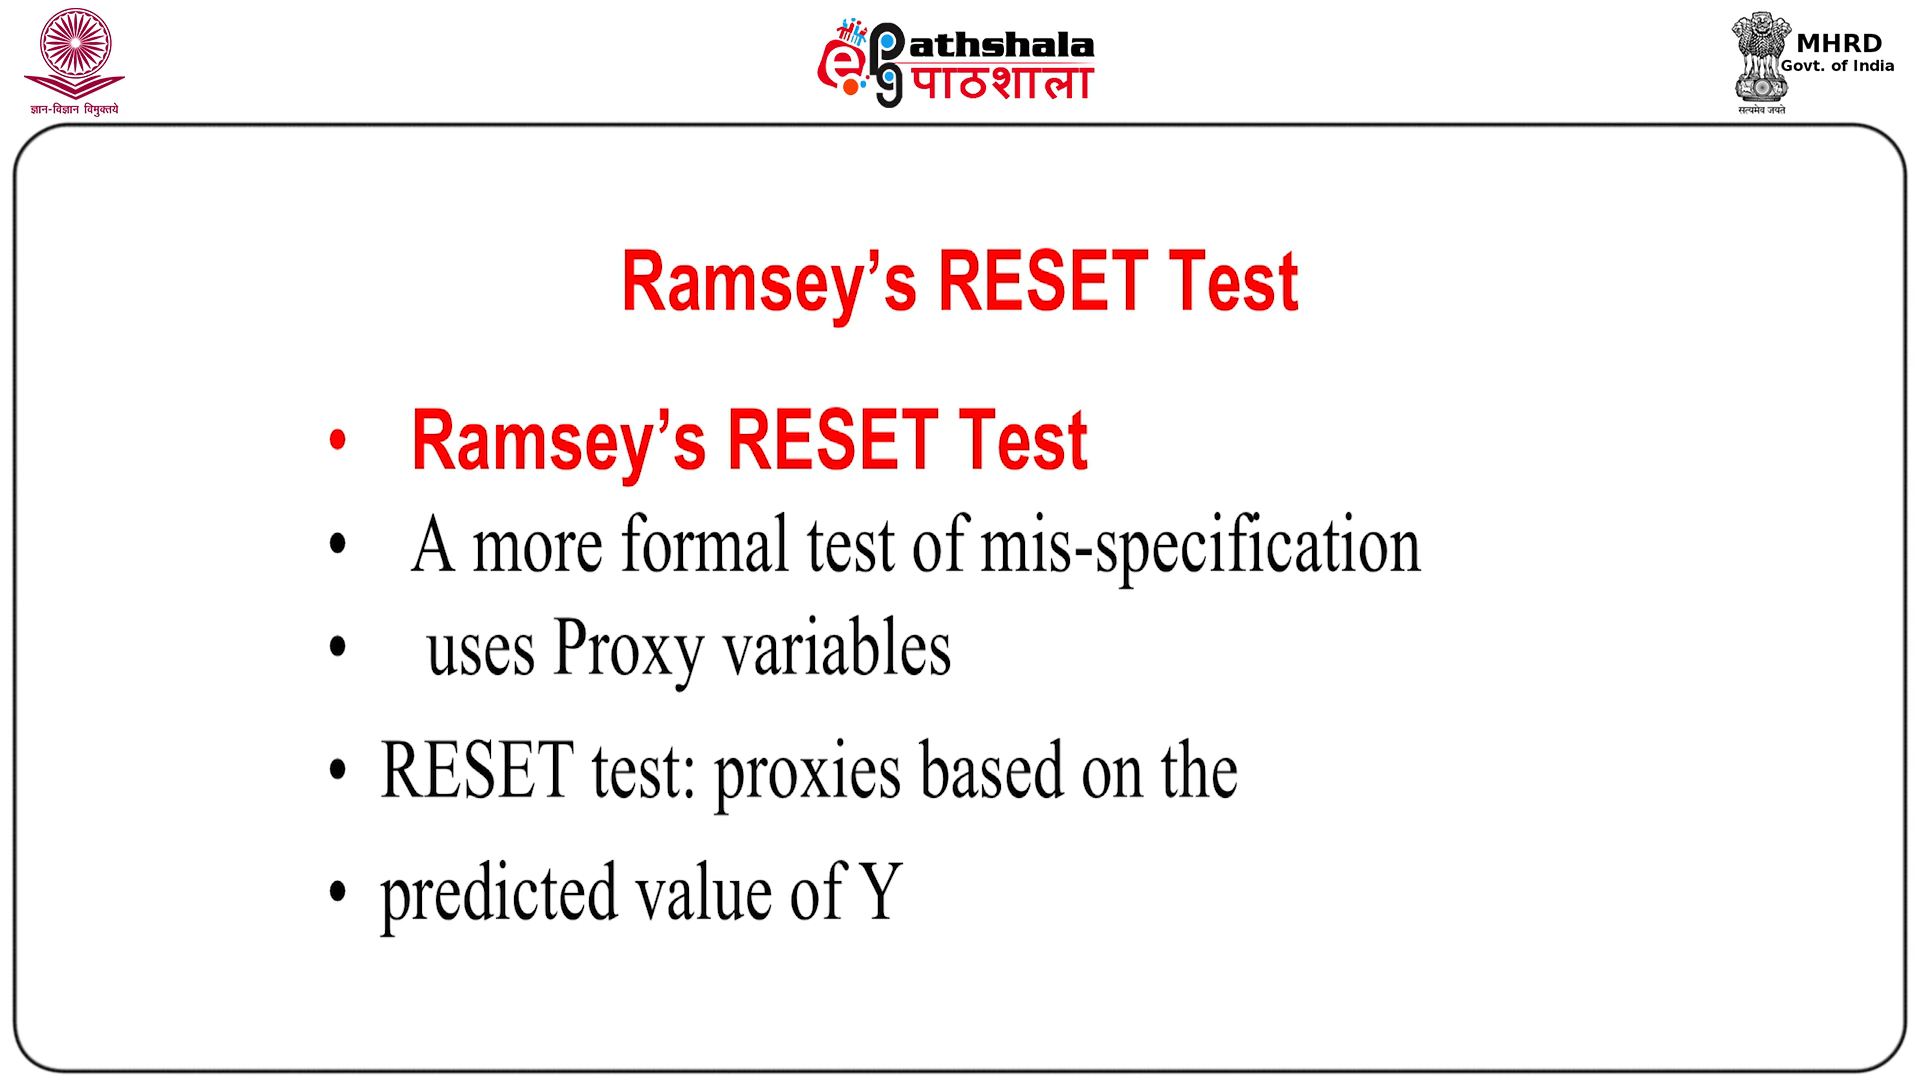 ज्ञान-विज्ञान विमुक्तये
ePathshala
पाठशाला
MHRD
Govt. of India
सत्यमेव जयते
Ramsey’s RESET Test
• Ramsey’s RESET Test
• A more formal test of mis-specification
• uses Proxy variables
• RESET test: proxies based on the
• predicted value of Y